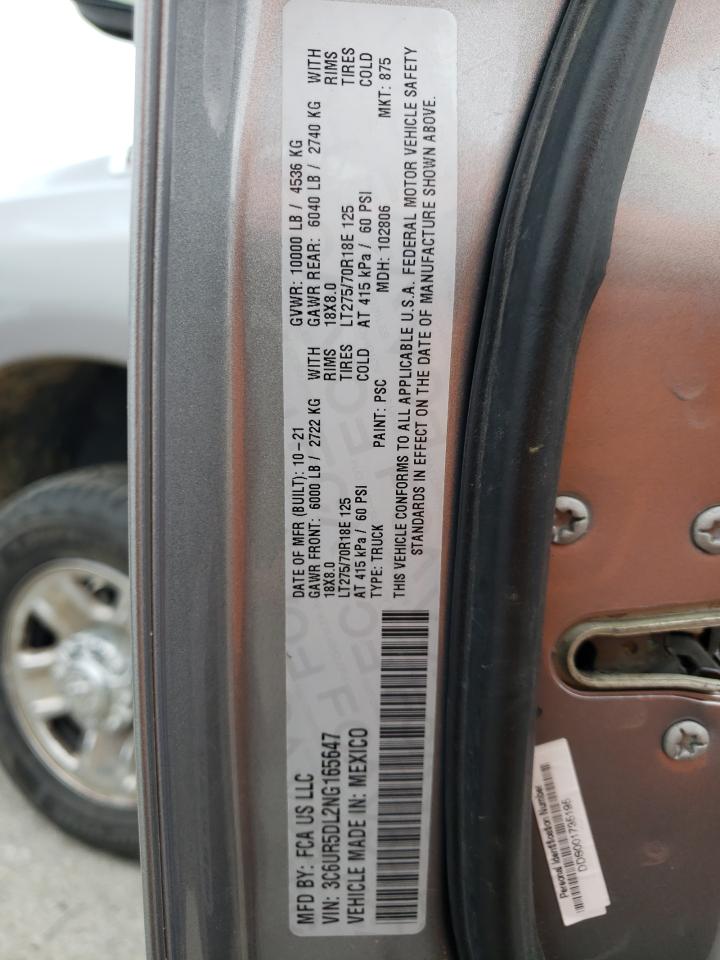 MFD BY: FCA US LLC
VIN: 3C6UR5DL2NG165647
VEHICLE MADE IN: MEXICO
DATE OF MFR (BUILT): 10-21 GVWR: 10000 LB / 4536 KG
GAWR FRONT: 6000 LB / 2722 KG WITH GAWR REAR: 6040 LB / 2740 KG WITH
18X8.0 RIMS 18X8.0 RIMS
LT275/70R18E 125 TIRES LT275/70R18E 125 TIRES
AT 415 kPa / 60 PSI COLD AT 415 kPa / 60 PSI COLD
TYPE: TRUCK PAINT: PSC MDH: 102806 MKT: 875
THIS VEHICLE CONFORMS TO ALL APPLICABLE U.S.A. FEDERAL MOTOR VEHICLE SAFETY
STANDARDS IN EFFECT ON THE DATE OF MANUFACTURE SHOWN ABOVE.
Personal Identification Number
DDS001735195